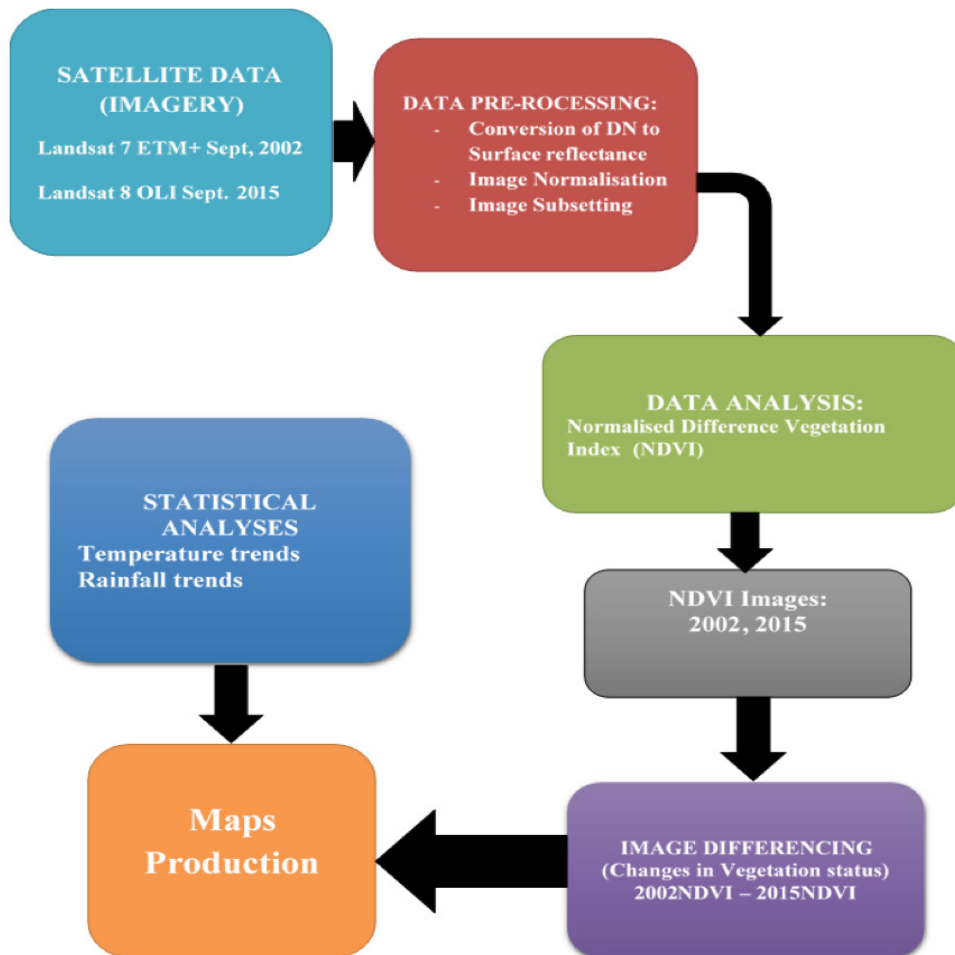 SATELLITE DATA
(IMAGERY)
Landsat 7 ETM+ Sept, 2002
Landsat 8 OLI Sept. 2015
DATA PRE-ROCESSING:
- Conversion of DN to
Surface reflectance
- Image Normalisation
- Image Subsetting
DATA ANALYSIS:
Normalised Difference Vegetation
Index (NDVI)
STATISTICAL
ANALYSES
Temperature trends
Rainfall trends
NDVI Images:
2002, 2015
Maps
Production
IMAGE DIFFERENCING
(Changes in Vegetation status)
2002NDVI – 2015NDVI